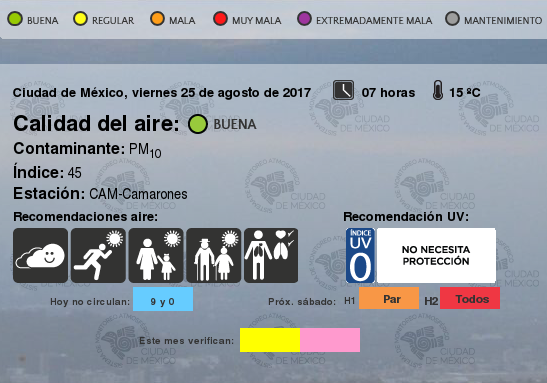 BUENA REGULAR MALA MUY MALA EXTREMADAMENTE MALA MANTENIMIENTO
Ciudad de México, viernes 25 de agosto de 2017 07 horas 15 ºC
Calidad del aire: BUENA
Contaminante: PM10
Índice: 45
Estación: CAM-Camarones
Recomendaciones aire: Recomendación UV:
ÍNDICE
UV
0
NO NECESITA
PROTECCIÓN
Hoy no circulan: 9 y 0 Próx. sábado: H1 Par H2 Todos
Este mes verifican: